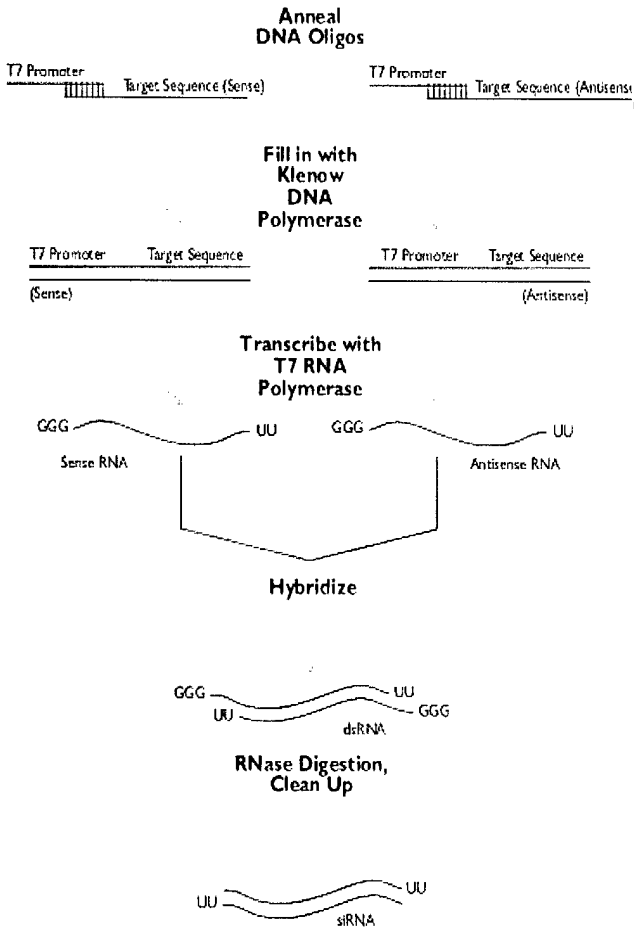 Anneal
DNA Oligos
T7 Promoter
Target Sequence (Sense)
T7 Promoter
Target Sequence (Antisense
Fill in with
Klenow
DNA
Polymerase
T7 Promoter Target Sequence
(Sense)
T7 Promoter Target Sequence
(Antisense)
Transcribe with
T7 RNA
Polymerase
GGG UU
Sense RNA
GGG UU
Antisense RNA
Hybridize
GGG UU
UU GGG
dsRNA
RNase Digestion,
Clean Up
UU
UU
siRNA